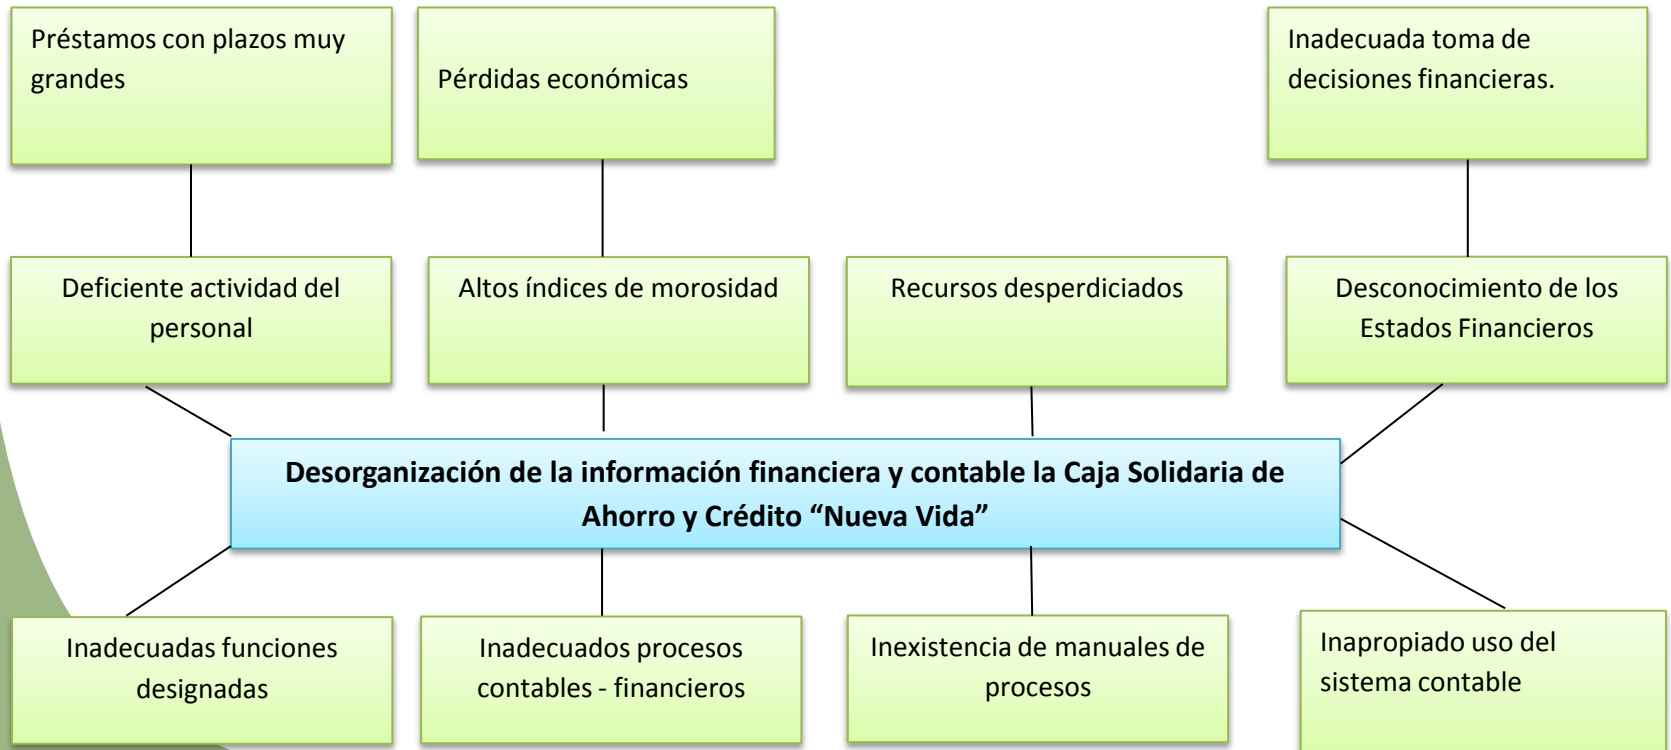 Préstamos con plazos muy
grandes
Pérdidas económicas
Inadecuada toma de
decisiones financieras.
Deficiente actividad del
personal
Altos índices de morosidad
Recursos desperdiciados
Desconocimiento de los
Estados Financieros
Desorganización de la información financiera y contable la Caja Solidaria de
Ahorro y Crédito “Nueva Vida”
Inadecuadas funciones
designadas
Inadecuados procesos
contables - financieros
Inexistencia de manuales de
procesos
Inapropiado uso del
sistema contable